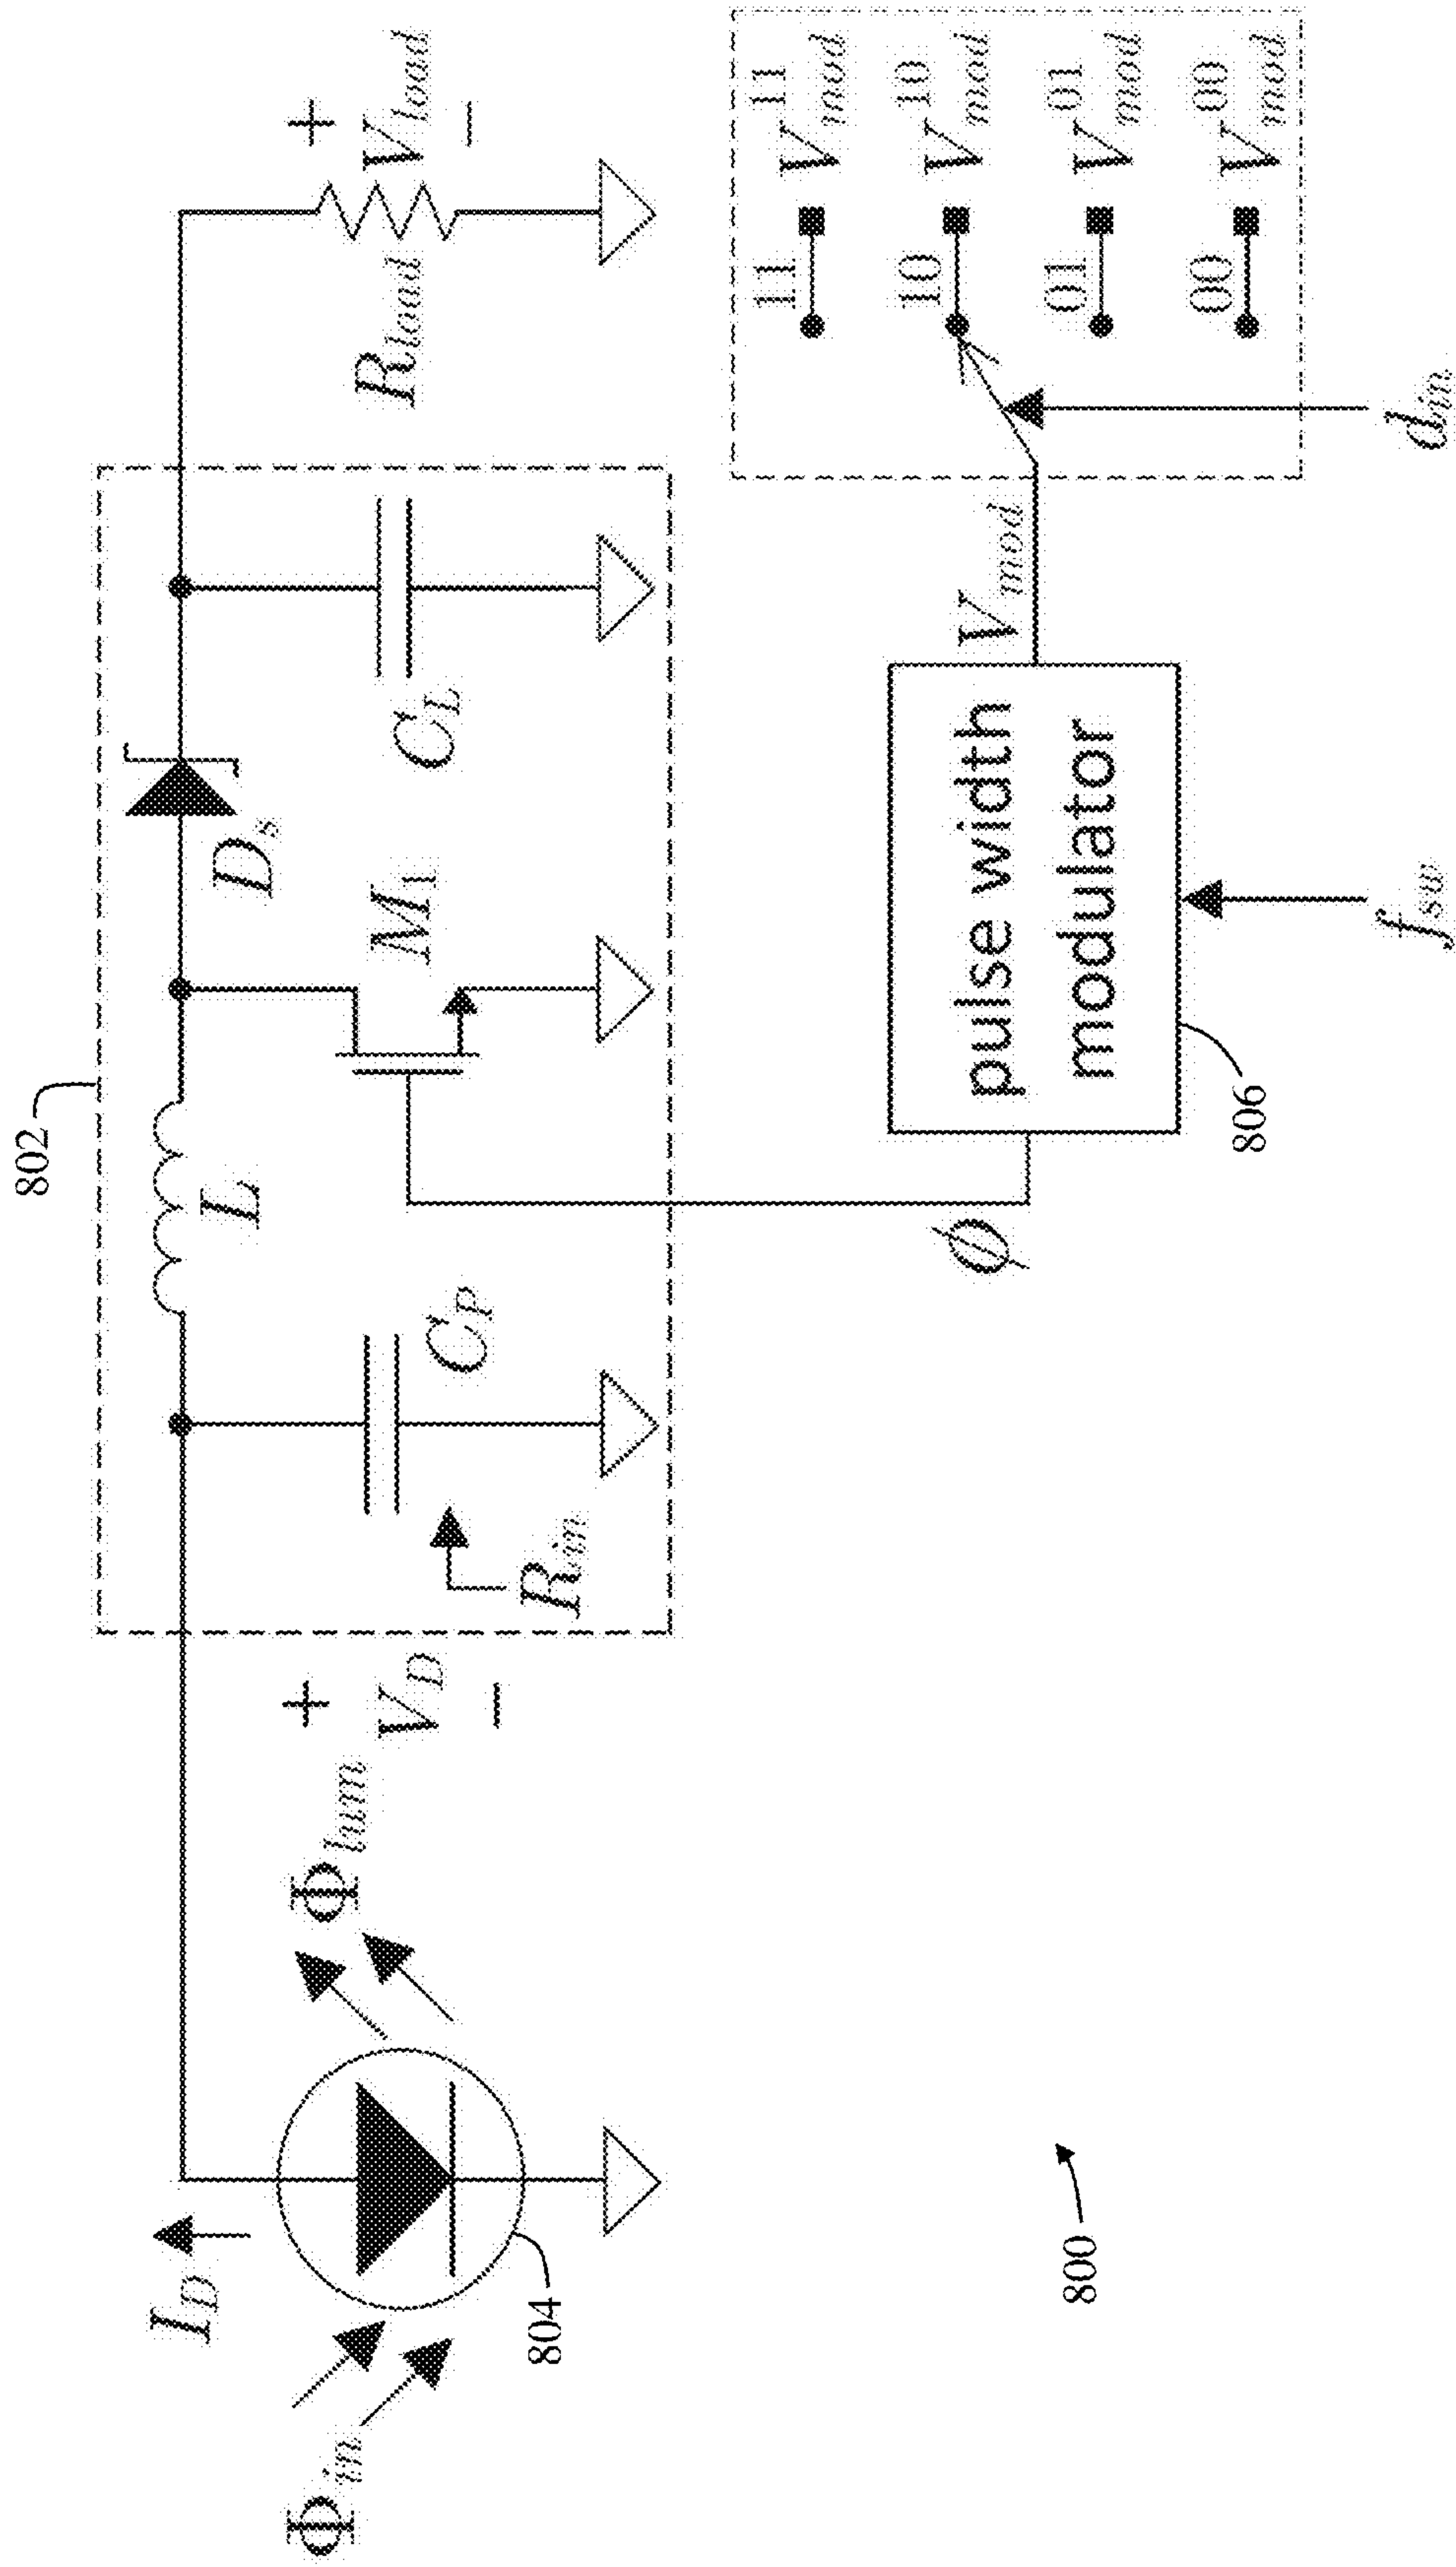 802
I_D
Φ_in
804
Φ_lum
+
V_D
−
R_in
C_P
L
M_1
D_s
C_L
R_load
+
V_load
−
ϕ
pulse width
modulator
806
f_sw
V_mod
d_in
11
V_mod^11
10
V_mod^10
01
V_mod^01
00
V_mod^00
800